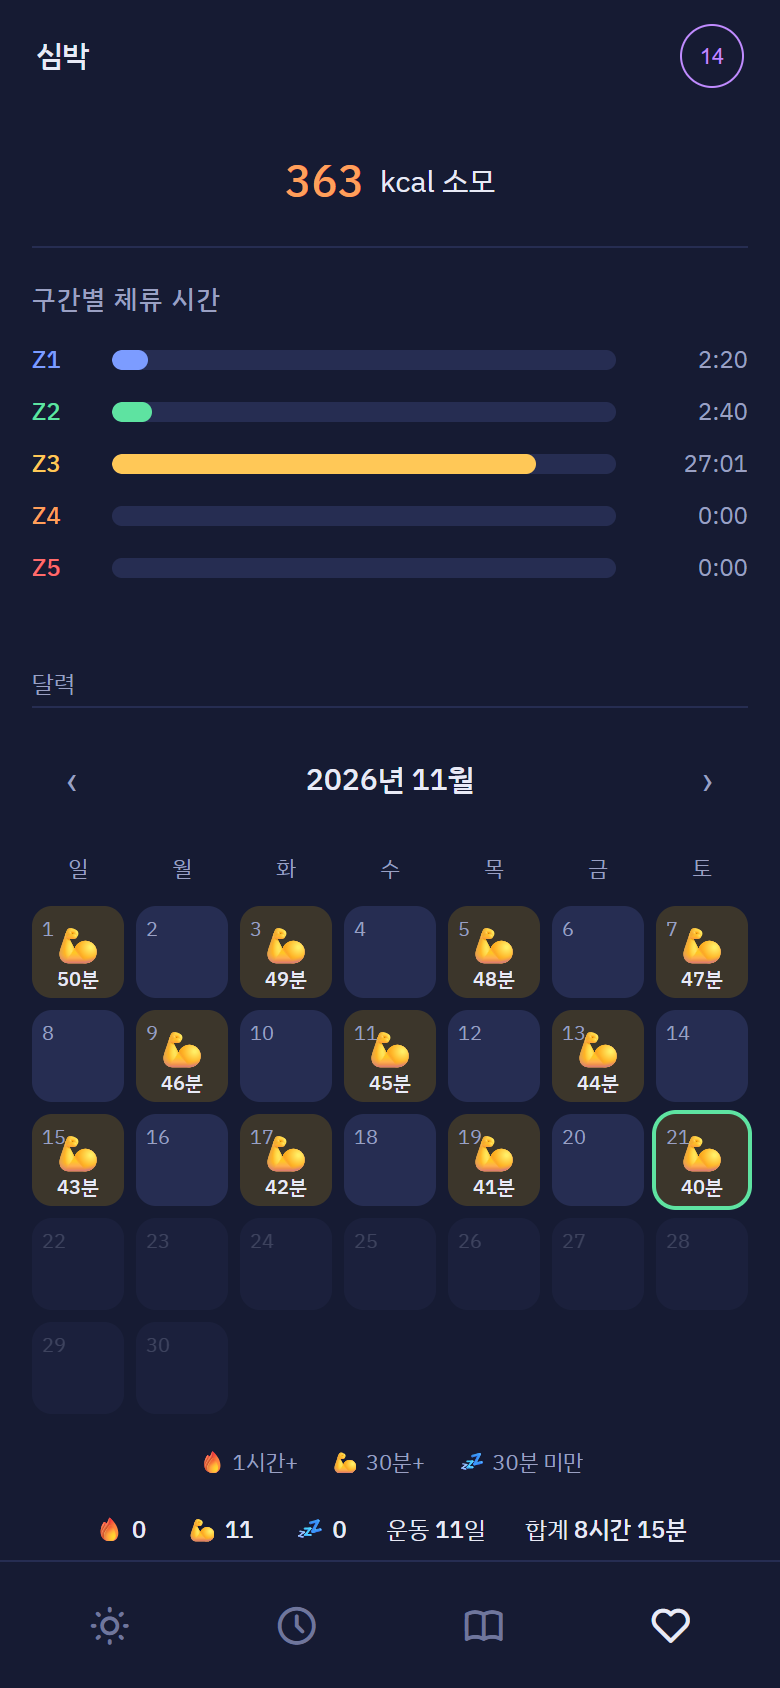 심박
14
363 kcal 소모
구간별 체류 시간
Z1 2:20
Z2 2:40
Z3 27:01
Z4 0:00
Z5 0:00
달력
‹ 2026년 11월 ›
일 월 화 수 목 금 토
1 2 3 4 5 6 7
50분 49분 48분 47분
8 9 10 11 12 13 14
46분 45분 44분
15 16 17 18 19 20 21
43분 42분 41분 40분
22 23 24 25 26 27 28
29 30
🔥 1시간+ 💪 30분+ 💤 30분 미만
🔥 0 💪 11 💤 0 운동 11일 합계 8시간 15분